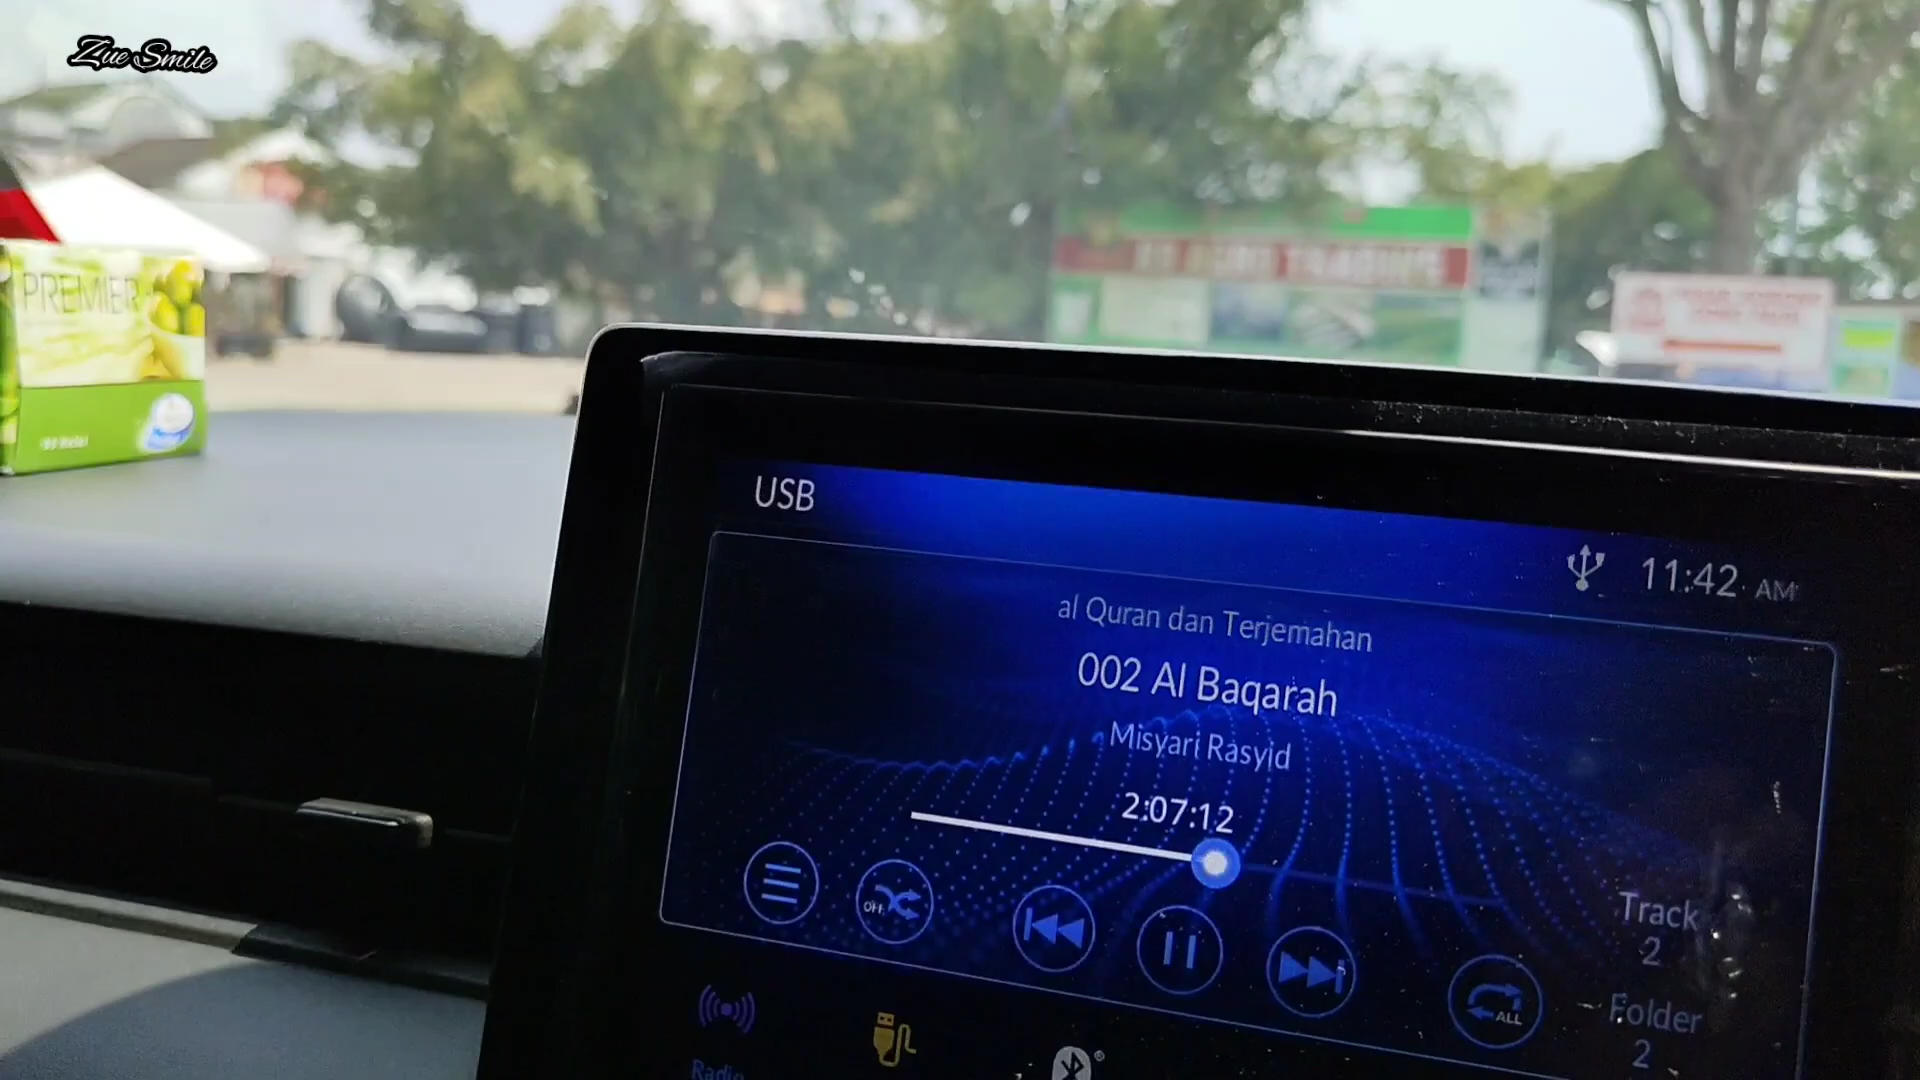 Zue Smile
PREMIER
USB
11:42 AM
al Quran dan Terjemahan
002 Al Baqarah
Misyari Rasyid
2:07:12
OFF
ALL
Track
2
Folder
2
Radio